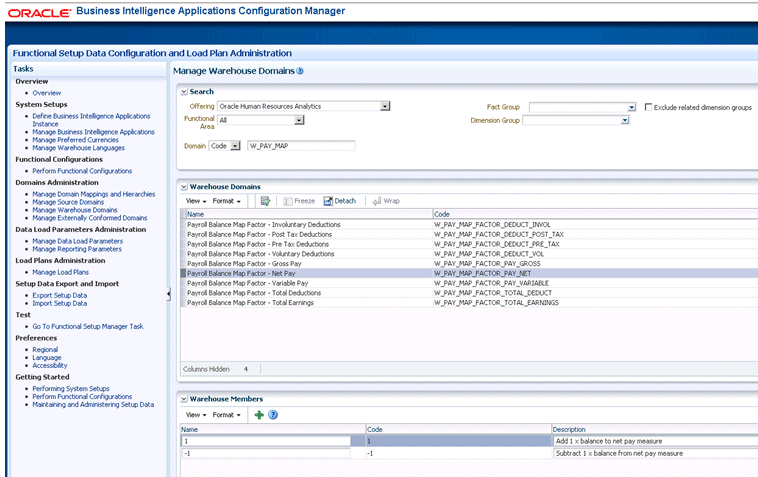 ORACLE Business Intelligence Applications Configuration Manager
Functional Setup Data Configuration and Load Plan Administration
Tasks
Overview
Overview
System Setups
Define Business Intelligence Applications
Instance
Manage Business Intelligence Applications
Manage Preferred Currencies
Manage Warehouse Languages
Functional Configurations
Perform Functional Configurations
Domains Administration
Manage Domain Mappings and Hierarchies
Manage Source Domains
Manage Warehouse Domains
Manage Externally Conformed Domains
Data Load Parameters Administration
Manage Data Load Parameters
Manage Reporting Parameters
Load Plans Administration
Manage Load Plans
Setup Data Export and Import
Export Setup Data
Import Setup Data
Test
Go To Functional Setup Manager Task
Preferences
Regional
Language
Accessibility
Getting Started
Performing System Setups
Perform Functional Configurations
Maintaining and Administering Setup Data
Manage Warehouse Domains
Search
Offering Oracle Human Resources Analytics Fact Group Exclude related dimension groups
Functional Area All Dimension Group
Domain Code W_PAY_MAP
Warehouse Domains
View Format Freeze Detach Wrap
Name Code
Payroll Balance Map Factor - Involuntary Deductions W_PAY_MAP_FACTOR_DEDUCT_INVOL
Payroll Balance Map Factor - Post Tax Deductions W_PAY_MAP_FACTOR_DEDUCT_POST_TAX
Payroll Balance Map Factor - Pre Tax Deductions W_PAY_MAP_FACTOR_DEDUCT_PRE_TAX
Payroll Balance Map Factor - Voluntary Deductions W_PAY_MAP_FACTOR_DEDUCT_VOL
Payroll Balance Map Factor - Gross Pay W_PAY_MAP_FACTOR_PAY_GROSS
Payroll Balance Map Factor - Net Pay W_PAY_MAP_FACTOR_PAY_NET
Payroll Balance Map Factor - Variable Pay W_PAY_MAP_FACTOR_PAY_VARIABLE
Payroll Balance Map Factor - Total Deductions W_PAY_MAP_FACTOR_TOTAL_DEDUCT
Payroll Balance Map Factor - Total Earnings W_PAY_MAP_FACTOR_TOTAL_EARNINGS
Columns Hidden 4
Warehouse Members
View Format
Name Code Description
1 1 Add 1 x balance to net pay measure
-1 -1 Subtract 1 x balance from net pay measure